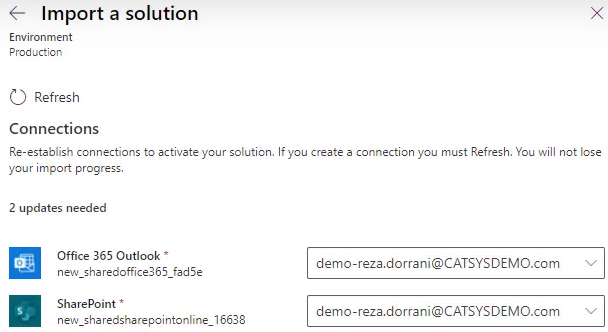 Import a solution
Environment
Production
Refresh
Connections
Re-establish connections to activate your solution. If you create a connection you must Refresh. You will not lose
your import progress.
2 updates needed
Office 365 Outlook *
new_sharedoffice365_fad5e
demo-reza.dorrani@CATSYSDEMO.com
SharePoint *
new_sharedsharepointonline_16638
demo-reza.dorrani@CATSYSDEMO.com